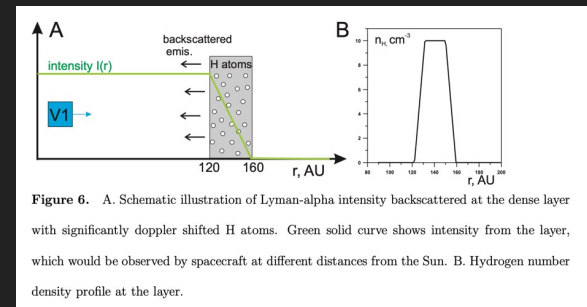 A
backscattered
emis.
intensity I(r)
H atoms
V1
120
160
r, AU
B
n_H, cm^-3
10
8
6
4
2
0
80
100
120
140
160
180
200
r, AU
Figure 6. A. Schematic illustration of Lyman-alpha intensity backscattered at the dense layer
with significantly doppler shifted H atoms. Green solid curve shows intensity from the layer,
which would be observed by spacecraft at different distances from the Sun. B. Hydrogen number
density profile at the layer.